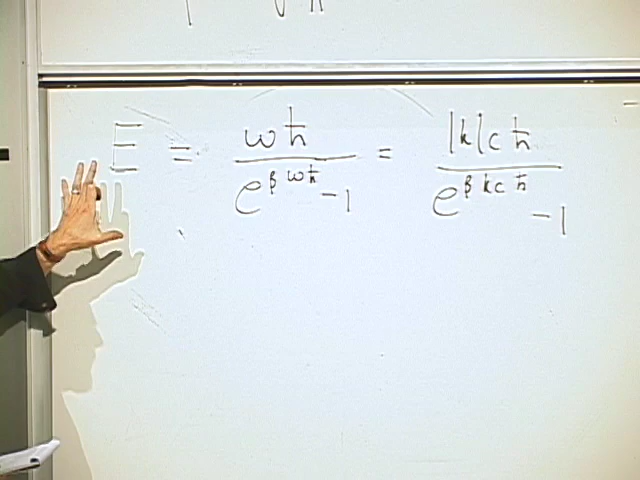 E = ωħ / e^{βωħ} - 1 = |k|cħ / e^{βkcħ} - 1